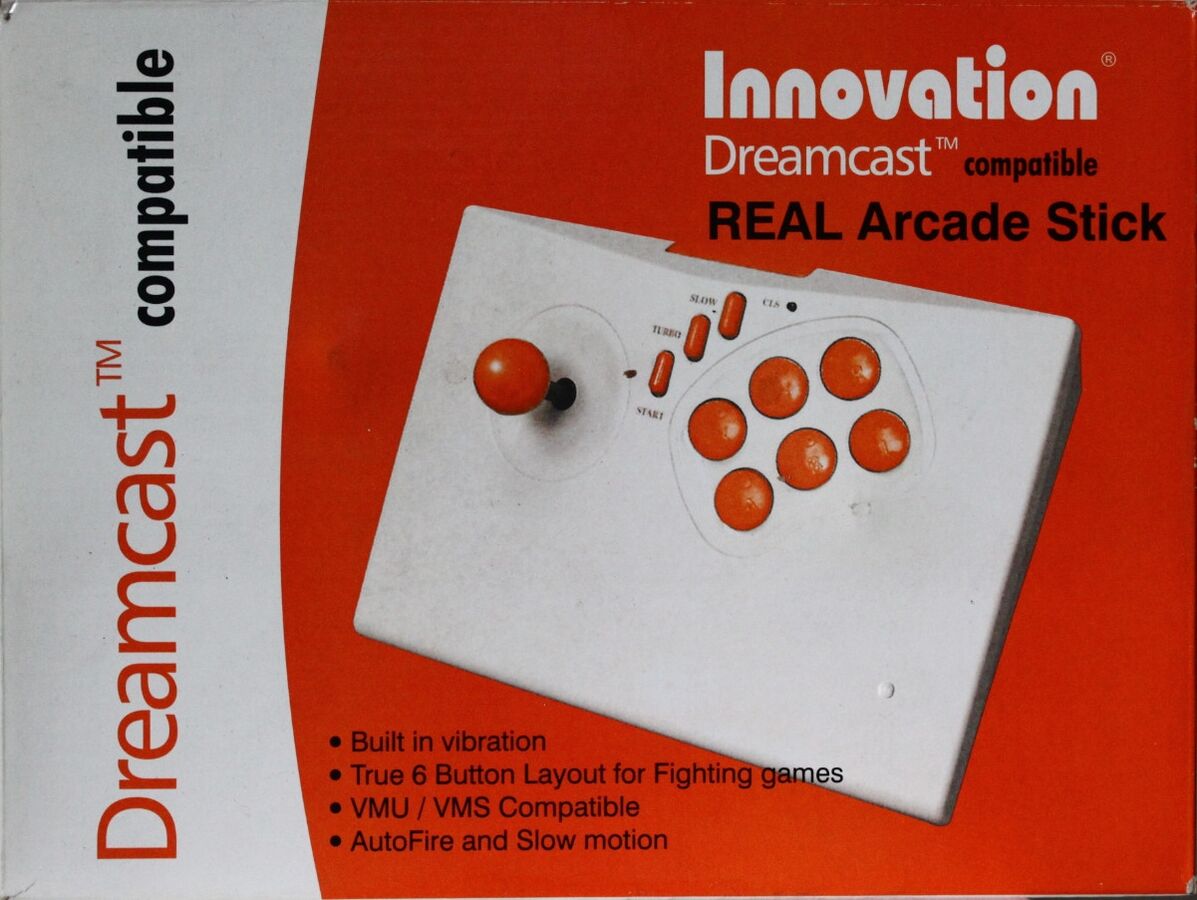 Dreamcast™ compatible
Innovation®
Dreamcast™ compatible
REAL Arcade Stick
SLOW
CLS
TURBO
START
• Built in vibration
• True 6 Button Layout for Fighting games
• VMU / VMS Compatible
• AutoFire and Slow motion